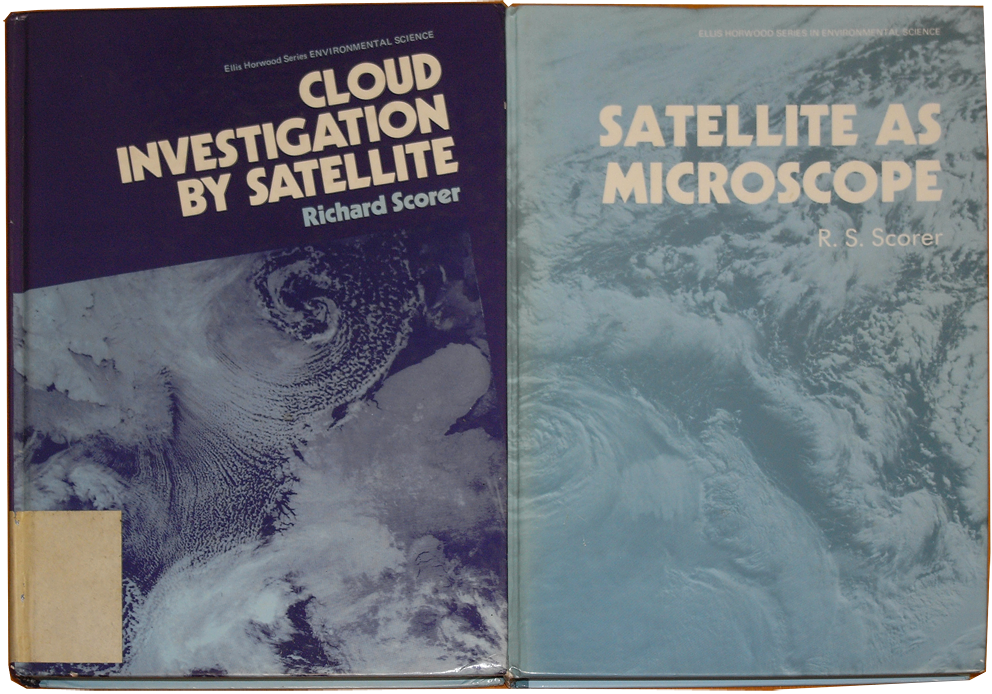 Ellis Horwood Series ENVIRONMENTAL SCIENCE
CLOUD
INVESTIGATION
BY SATELLITE
Richard Scorer
ELLIS HORWOOD SERIES IN ENVIRONMENTAL SCIENCE
SATELLITE AS
MICROSCOPE
R. S. Scorer